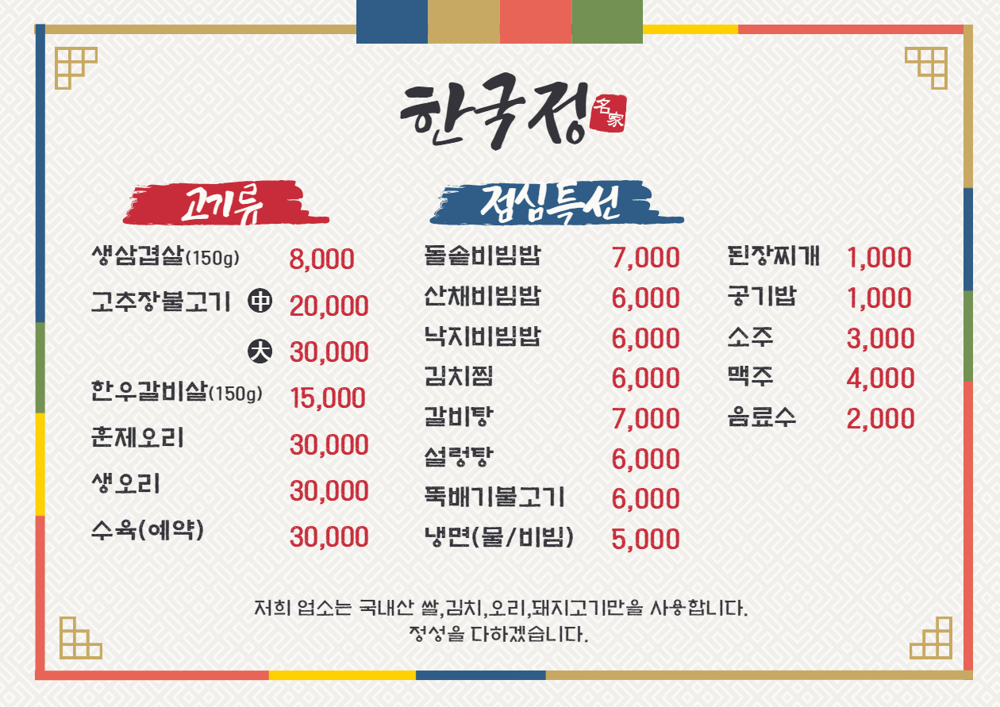 한국정 名家
고기류
생삼겹살(150g) 8,000
고추장불고기 中 20,000
大 30,000
한우갈비살(150g) 15,000
훈제오리 30,000
생오리 30,000
수육(예약) 30,000
점심특선
돌솥비빔밥 7,000
산채비빔밥 6,000
낙지비빔밥 6,000
김치찜 6,000
갈비탕 7,000
설렁탕 6,000
뚝배기불고기 6,000
냉면(물/비빔) 5,000
된장찌개 1,000
공기밥 1,000
소주 3,000
맥주 4,000
음료수 2,000
저희 업소는 국내산 쌀,김치,오리,돼지고기만을 사용합니다.
정성을 다하겠습니다.